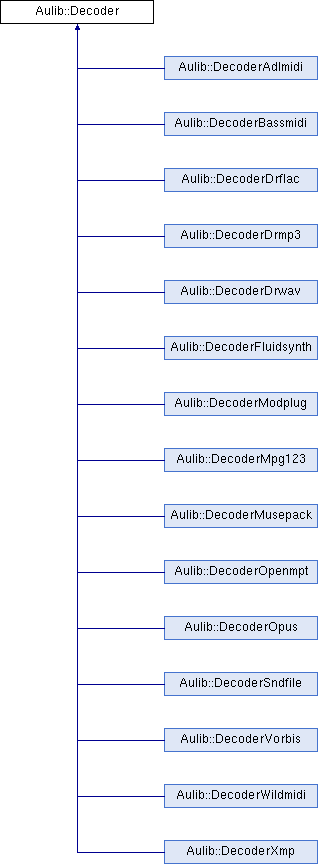 Aulib::Decoder
Aulib::DecoderAdlmidi
Aulib::DecoderBassmidi
Aulib::DecoderDrflac
Aulib::DecoderDrmp3
Aulib::DecoderDrwav
Aulib::DecoderFluidsynth
Aulib::DecoderModplug
Aulib::DecoderMpg123
Aulib::DecoderMusepack
Aulib::DecoderOpenmpt
Aulib::DecoderOpus
Aulib::DecoderSndfile
Aulib::DecoderVorbis
Aulib::DecoderWildmidi
Aulib::DecoderXmp